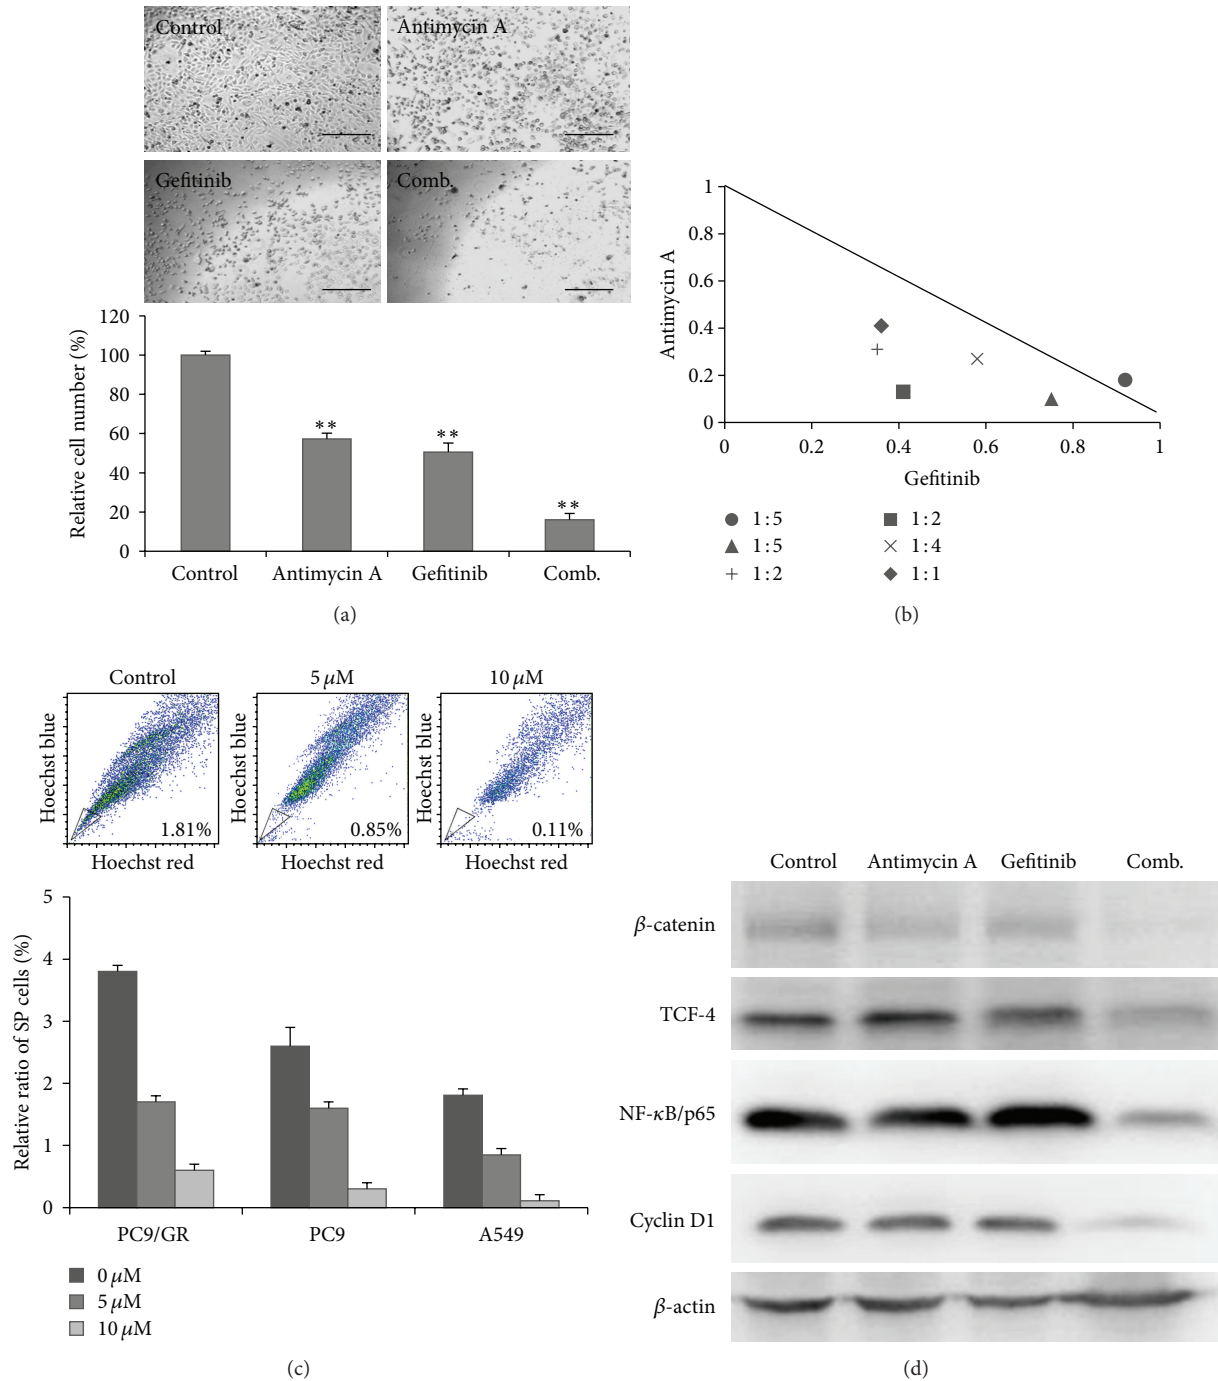 Control
Antimycin A
Gefitinib
Comb.
Relative cell number (%)
120
100
80
60
40
20
0
**
**
**
Control
Antimycin A
Gefitinib
Comb.
(a)
Antimycin A
1
0.8
0.6
0.4
0.2
0
0
0.2
0.4
0.6
0.8
1
Gefitinib
1 : 5
1 : 2
1 : 5
1 : 4
1 : 2
1 : 1
(b)
Control
5 μM
10 μM
Hoechst blue
Hoechst blue
Hoechst blue
1.81%
0.85%
0.11%
Hoechst red
Hoechst red
Hoechst red
Relative ratio of SP cells (%)
5
4
3
2
1
0
PC9/GR
PC9
A549
0 μM
5 μM
10 μM
(c)
Control
Antimycin A
Gefitinib
Comb.
β-catenin
TCF-4
NF-κB/p65
Cyclin D1
β-actin
(d)